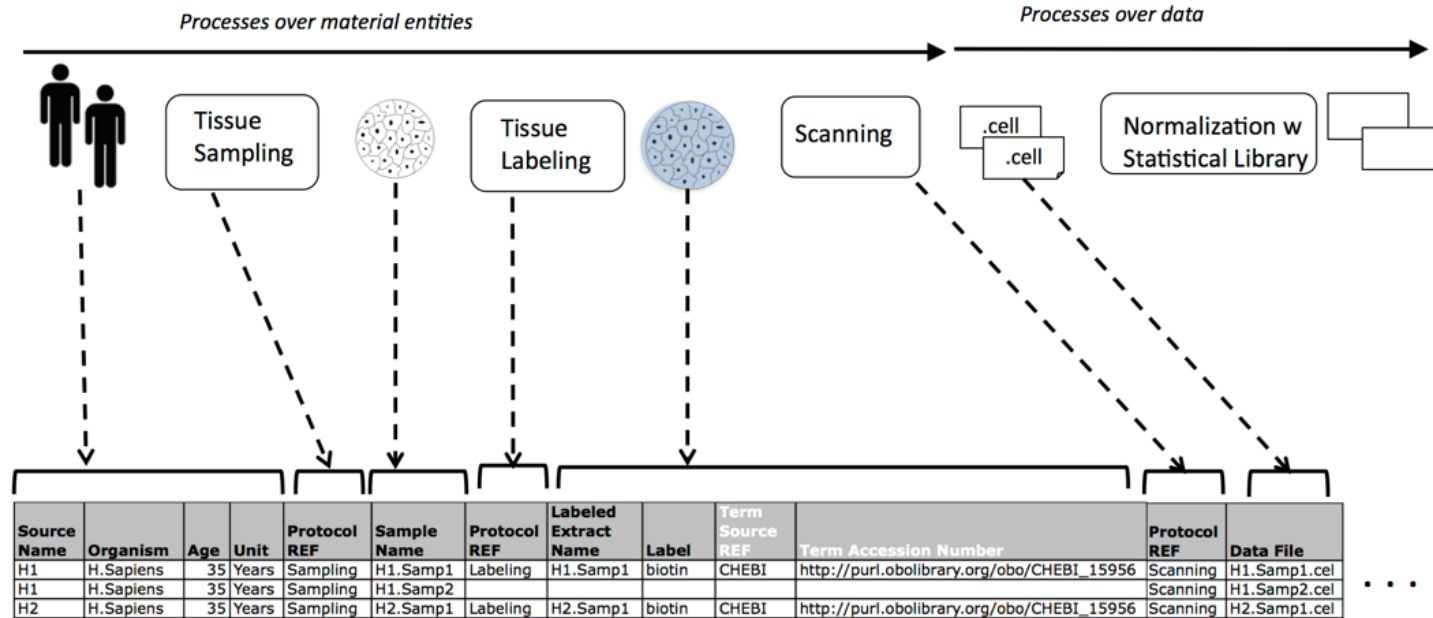 Processes over material entities
Processes over data
Tissue
Sampling
Tissue
Labeling
Scanning
.cell
.cell
Normalization w
Statistical Library
Source
Name
Organism
Age
Unit
Protocol
REF
Sample
Name
Protocol
REF
Labeled
Extract
Name
Label
Term
Source
REF
Term Accession Number
Protocol
REF
Data File
H1 H.Sapiens 35 Years Sampling H1.Samp1 Labeling H1.Samp1 biotin CHEBI http://purl.obolibrary.org/obo/CHEBI_15956 Scanning H1.Samp1.cel
H1 H.Sapiens 35 Years Sampling H1.Samp2 Scanning H1.Samp2.cel
H2 H.Sapiens 35 Years Sampling H2.Samp1 Labeling H2.Samp1 biotin CHEBI http://purl.obolibrary.org/obo/CHEBI_15956 Scanning H2.Samp1.cel
. . .